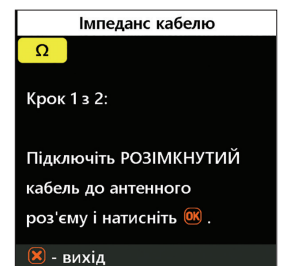 Імпеданс кабелю
Ω
Крок 1 з 2:
Підключіть РОЗІМКНУТИЙ
кабель до антенного
роз'єму і натисніть OK .
X - вихід